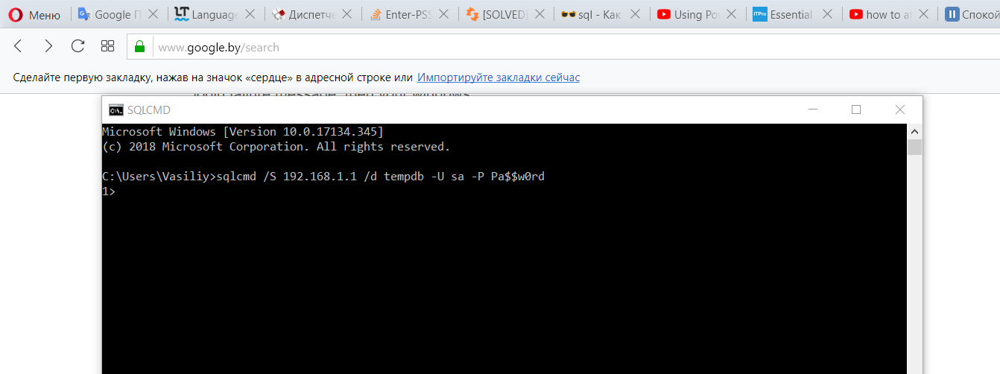 Меню Google П Language Диспетче Enter-PSS [SOLVED] sql - Как Using Pow ITPro Essential how to at Спокой
www.google.by/search
Сделайте первую закладку, нажав на значок «сердце» в адресной строке или Импортируйте закладки сейчас
SQLCMD
Microsoft Windows [Version 10.0.17134.345]
(c) 2018 Microsoft Corporation. All rights reserved.
C:\Users\Vasiliy>sqlcmd /S 192.168.1.1 /d tempdb -U sa -P Pa$$w0rd
1>